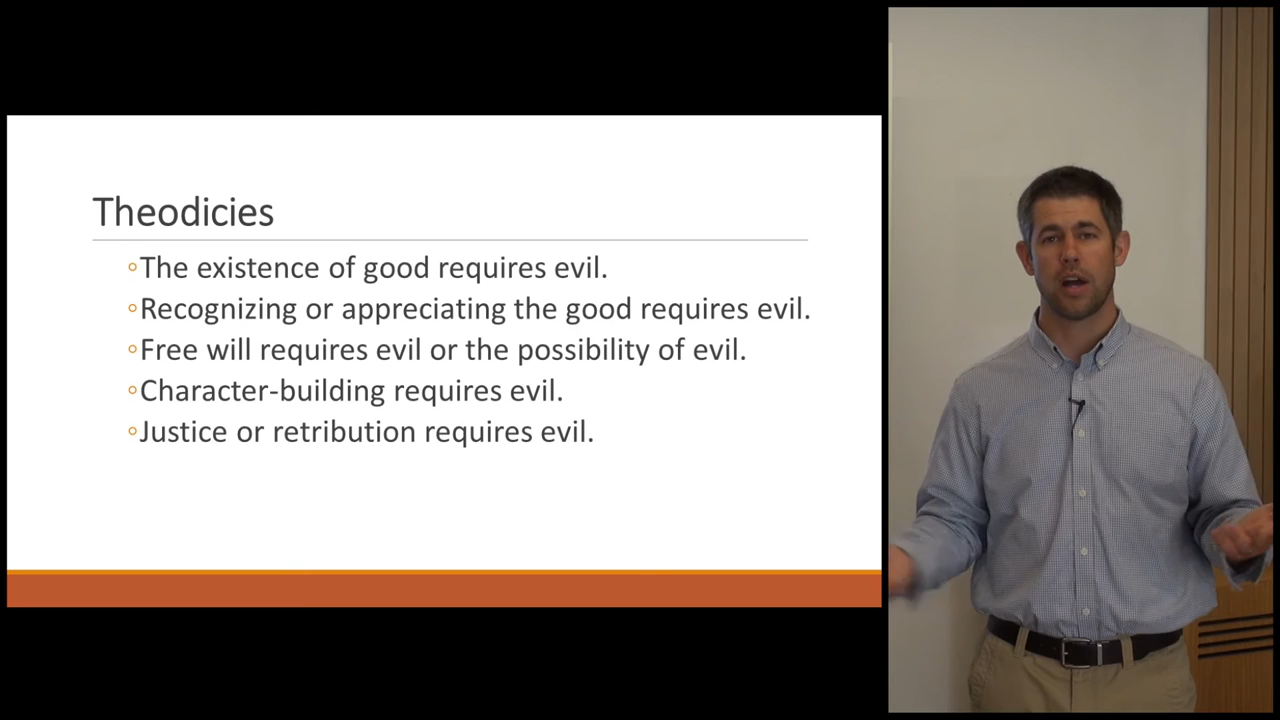 Theodicies
◦The existence of good requires evil.
◦Recognizing or appreciating the good requires evil.
◦Free will requires evil or the possibility of evil.
◦Character-building requires evil.
◦Justice or retribution requires evil.